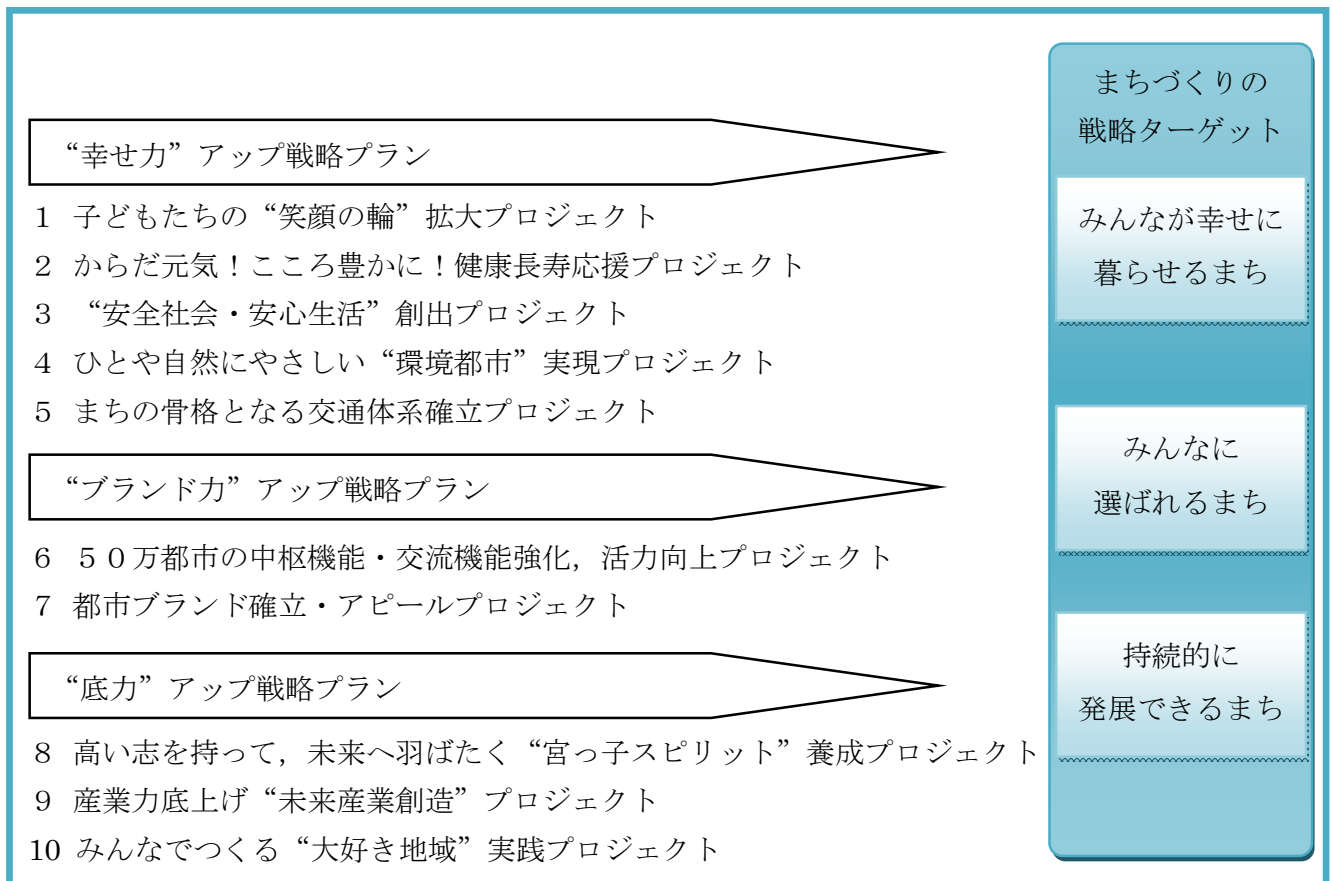 まちづくりの
戦略ターゲット
“幸せ力”アップ戦略プラン
1 子どもたちの“笑顔の輪”拡大プロジェクト
2 からだ元気！こころ豊かに！健康長寿応援プロジェクト
3 “安全社会・安心生活”創出プロジェクト
4 ひとや自然にやさしい“環境都市”実現プロジェクト
5 まちの骨格となる交通体系確立プロジェクト
みんなが幸せに
暮らせるまち
“ブランド力”アップ戦略プラン
6 ５０万都市の中枢機能・交流機能強化，活力向上プロジェクト
7 都市ブランド確立・アピールプロジェクト
みんなに
選ばれるまち
“底力”アップ戦略プラン
8 高い志を持って，未来へ羽ばたく“宮っ子スピリット”養成プロジェクト
9 産業力底上げ“未来産業創造”プロジェクト
10 みんなでつくる“大好き地域”実践プロジェクト
持続的に
発展できるまち